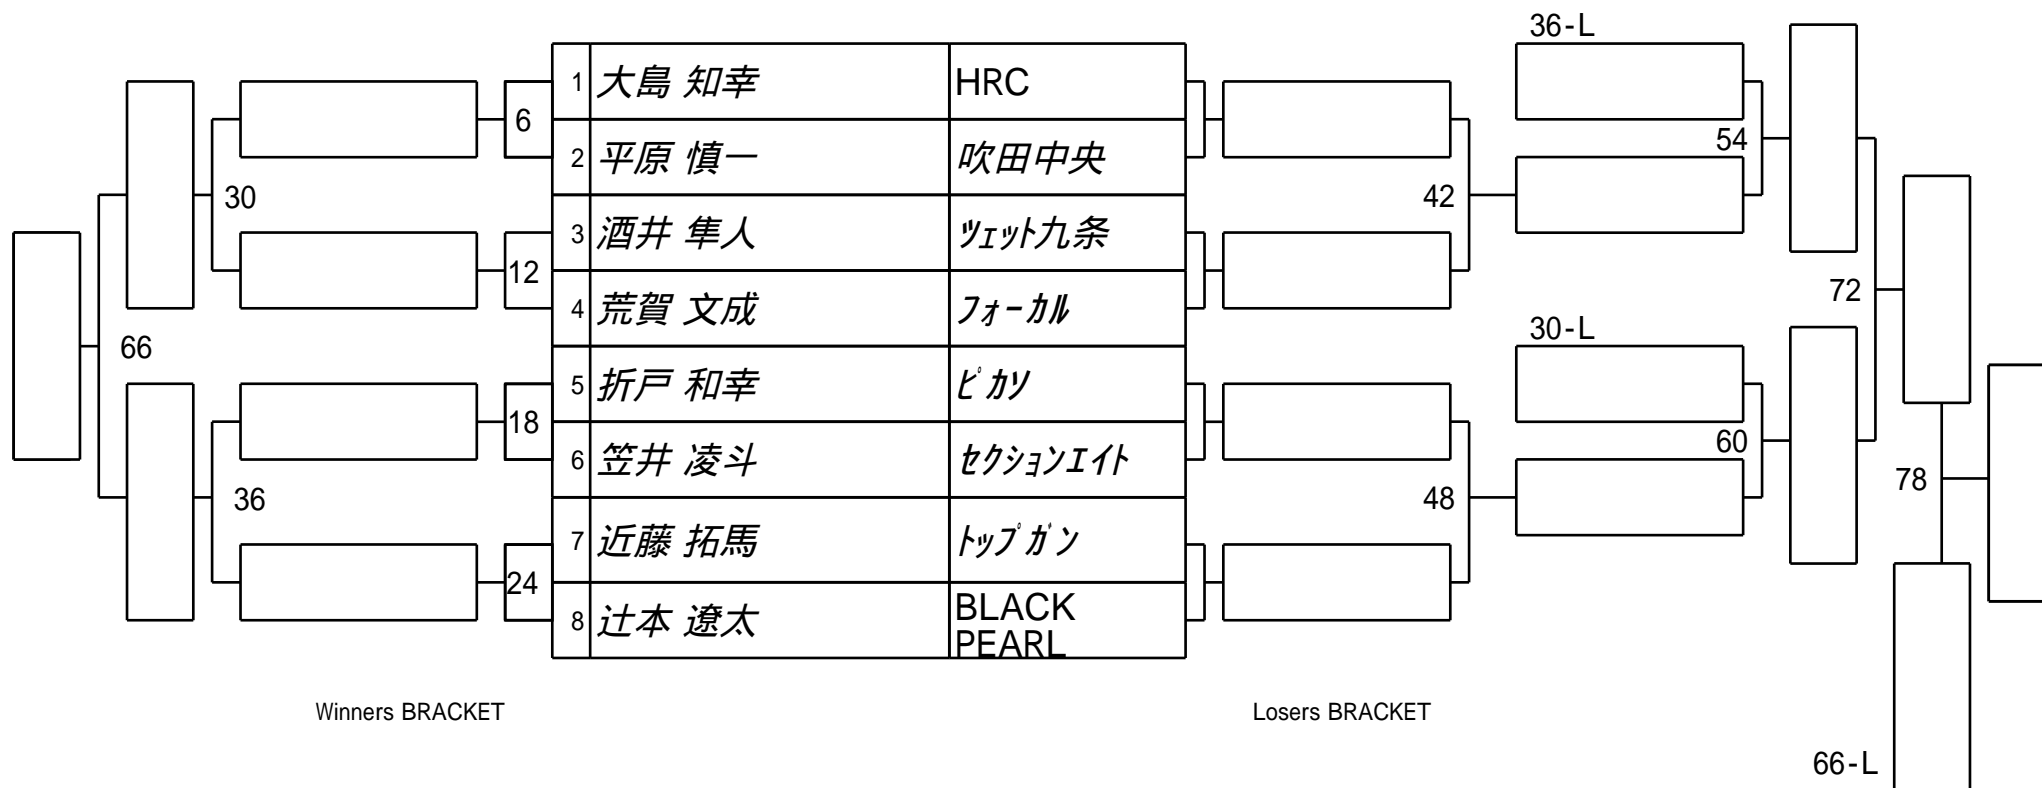 36-L
1 大島 知幸 HRC
6
2 平原 慎一 吹田中央
54
30
42
3 酒井 隼人 ツェット九条
12
4 荒賀 文成 フォーカル
72
66
30-L
5 折戸 和幸 ピカソ
18
6 笠井 凌斗 セクションエイト
60
36
48
78
7 近藤 拓馬 トップガン
24
8 辻本 遼太 BLACK
PEARL
Winners BRACKET
Losers BRACKET
66-L